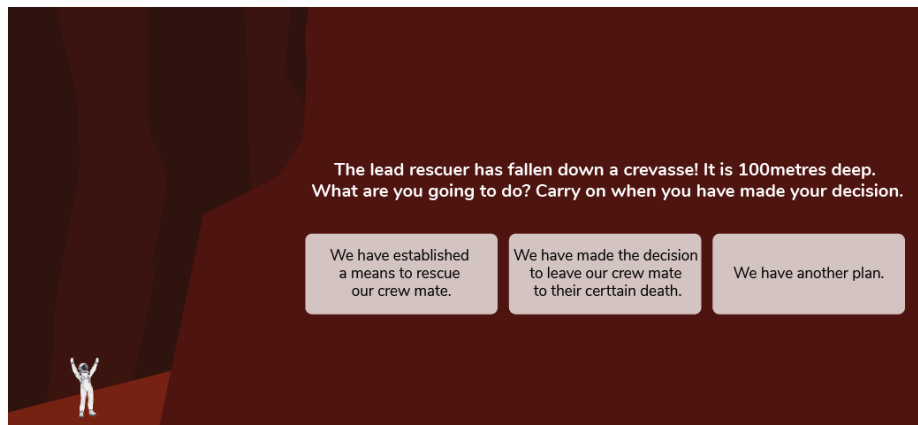 The lead rescuer has fallen down a crevasse! It is 100metres deep.
What are you going to do? Carry on when you have made your decision.
We have established
a means to rescue
our crew mate.
We have made the decision
to leave our crew mate
to their certtain death.
We have another plan.